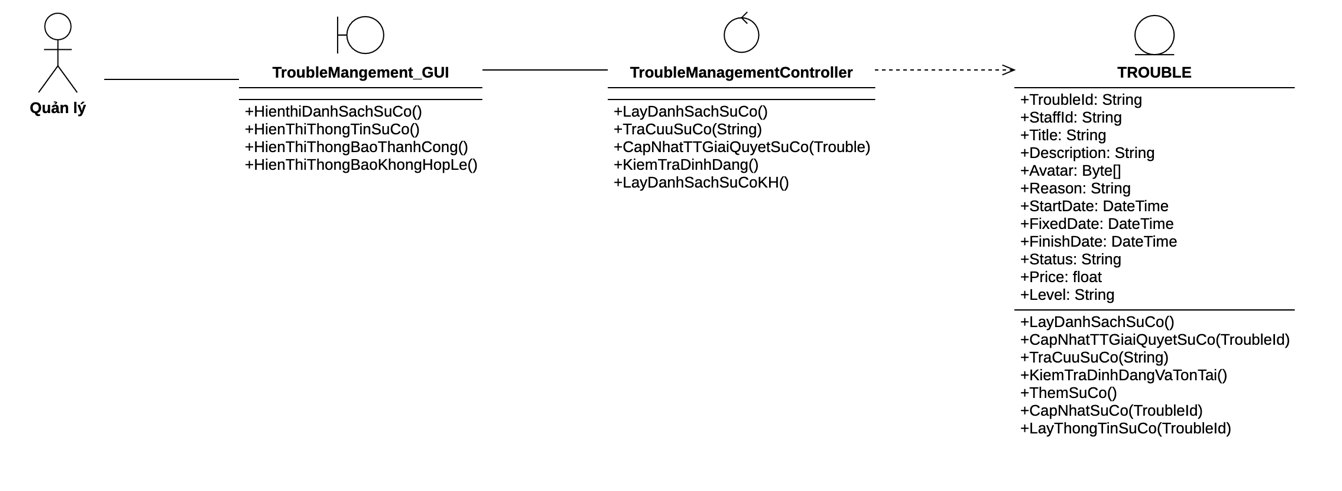 Quản lý
TroubleMangement_GUI
+HienthiDanhSachSuCo()
+HienThiThongTinSuCo()
+HienThiThongBaoThanhCong()
+HienThiThongBaoKhongHopLe()
TroubleManagementController
+LayDanhSachSuCo()
+TraCuuSuCo(String)
+CapNhatTTGiaiQuyetSuCo(Trouble)
+KiemTraDinhDang()
+LayDanhSachSuCoKH()
TROUBLE
+TroubleId: String
+StaffId: String
+Title: String
+Description: String
+Avatar: Byte[]
+Reason: String
+StartDate: DateTime
+FixedDate: DateTime
+FinishDate: DateTime
+Status: String
+Price: float
+Level: String
+LayDanhSachSuCo()
+CapNhatTTGiaiQuyetSuCo(TroubleId)
+TraCuuSuCo(String)
+KiemTraDinhDangVaTonTai()
+ThemSuCo()
+CapNhatSuCo(TroubleId)
+LayThongTinSuCo(TroubleId)